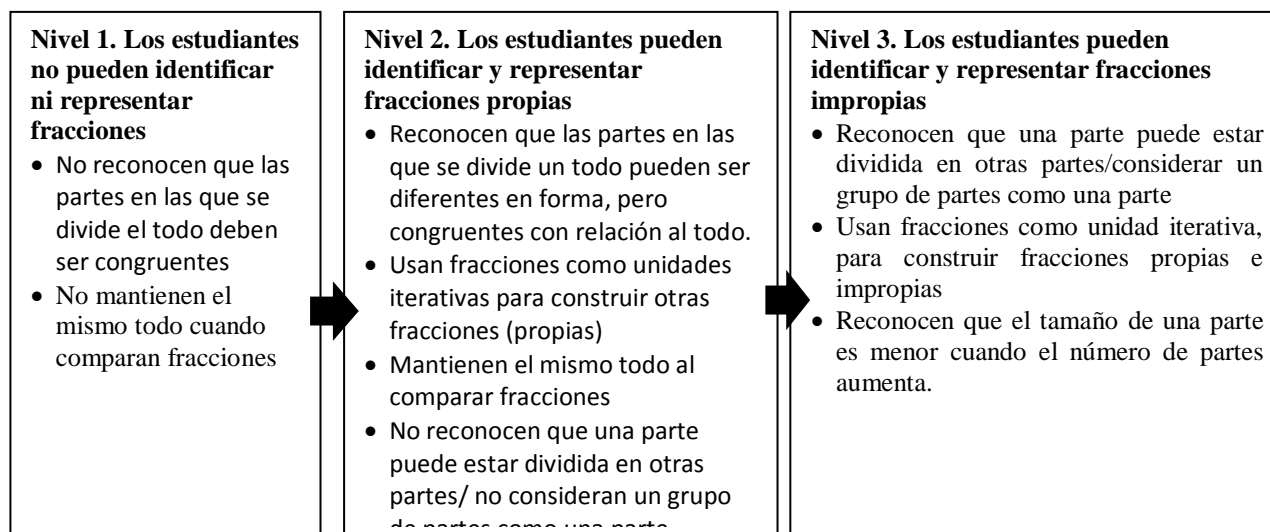 Nivel 1. Los estudiantes
no pueden identificar
ni representar
fracciones
• No reconocen que las
partes en las que se
divide el todo deben
ser congruentes
• No mantienen el
mismo todo cuando
comparan fracciones
Nivel 2. Los estudiantes pueden
identificar y representar
fracciones propias
• Reconocen que las partes en las
que se divide un todo pueden ser
diferentes en forma, pero
congruentes con relación al todo.
• Usan fracciones como unidades
iterativas para construir otras
fracciones (propias)
• Mantienen el mismo todo al
comparar fracciones
• No reconocen que una parte
puede estar dividida en otras
partes/ no consideran un grupo
de partes como una parte
Nivel 3. Los estudiantes pueden
identificar y representar fracciones
impropias
• Reconocen que una parte puede estar
dividida en otras partes/considerar un
grupo de partes como una parte
• Usan fracciones como unidad iterativa,
para construir fracciones propias e
impropias
• Reconocen que el tamaño de una parte
es menor cuando el número de partes
aumenta.